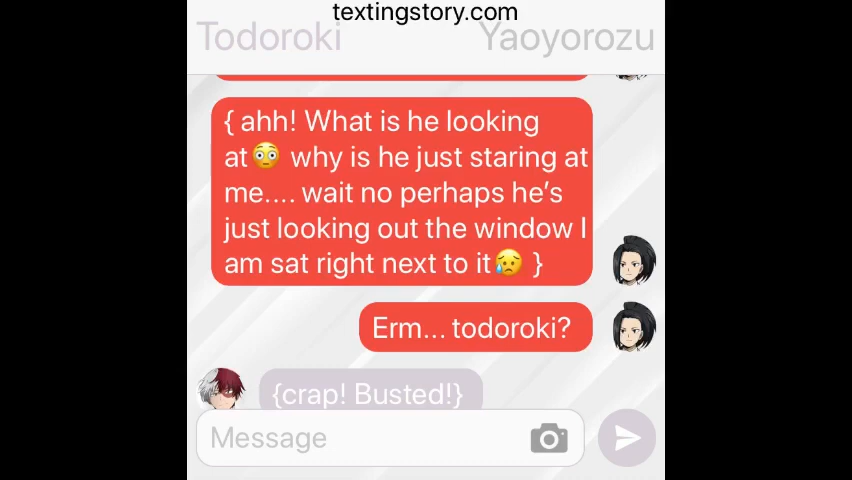 textingstory.com
Todoroki Yaoyorozu
{ ahh! What is he looking
at😳 why is he just staring at
me.... wait no perhaps he’s
just looking out the window I
am sat right next to it😥 }
Erm... todoroki?
{crap! Busted!}
Message